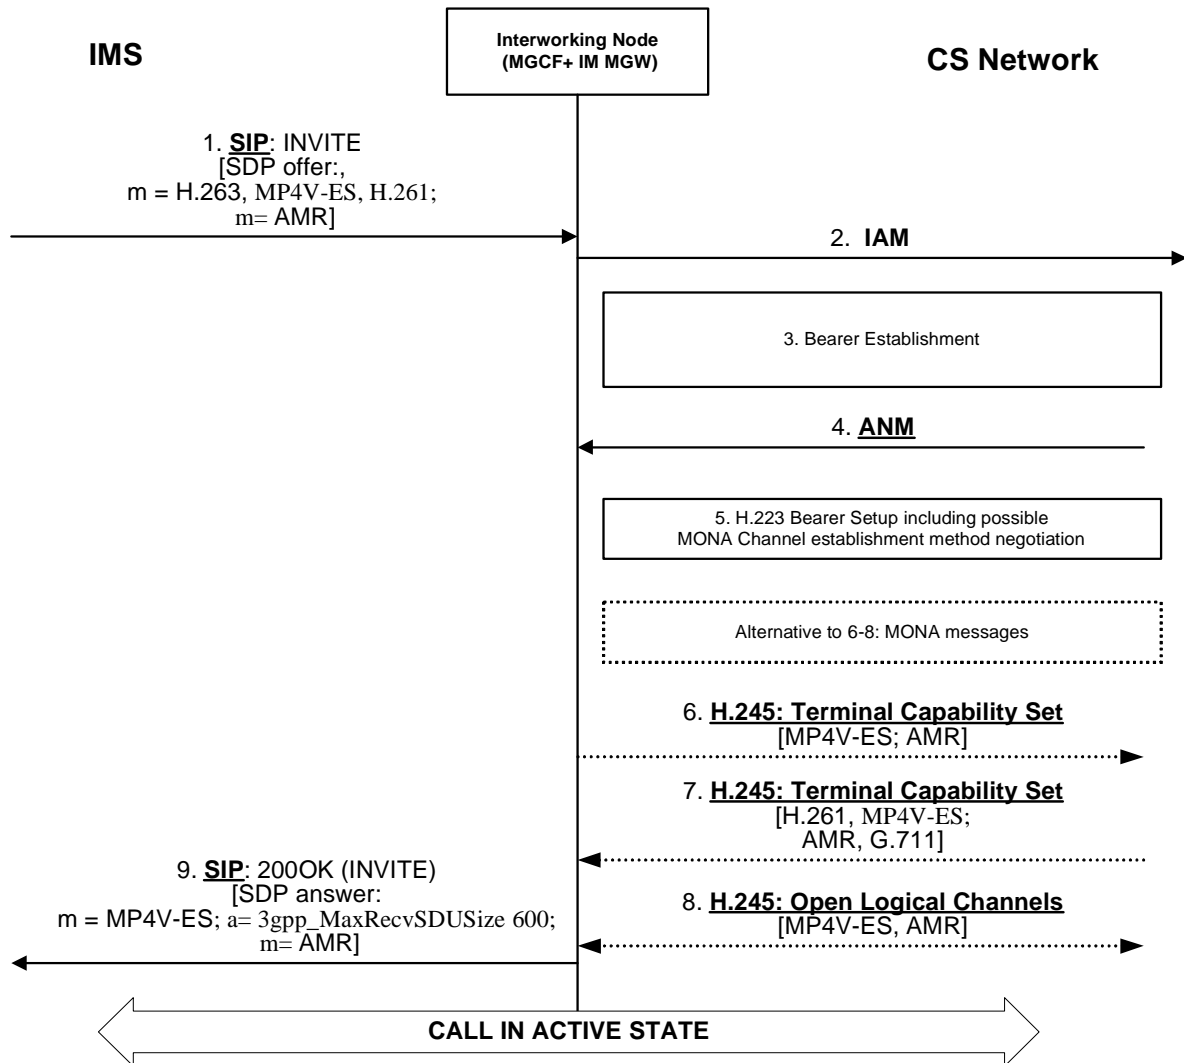 IMS
Interworking Node
(MGCF+ IM MGW)
CS Network
1. SIP: INVITE
[SDP offer:,
m = H.263, MP4V-ES, H.261;
m= AMR]
2. IAM
3. Bearer Establishment
4. ANM
5. H.223 Bearer Setup including possible
MONA Channel establishment method negotiation
Alternative to 6-8: MONA messages
6. H.245: Terminal Capability Set
[MP4V-ES; AMR]
7. H.245: Terminal Capability Set
[H.261, MP4V-ES;
AMR, G.711]
8. H.245: Open Logical Channels
[MP4V-ES, AMR]
9. SIP: 200OK (INVITE)
[SDP answer:
m = MP4V-ES; a= 3gpp_MaxRecvSDUSize 600;
m= AMR]
CALL IN ACTIVE STATE